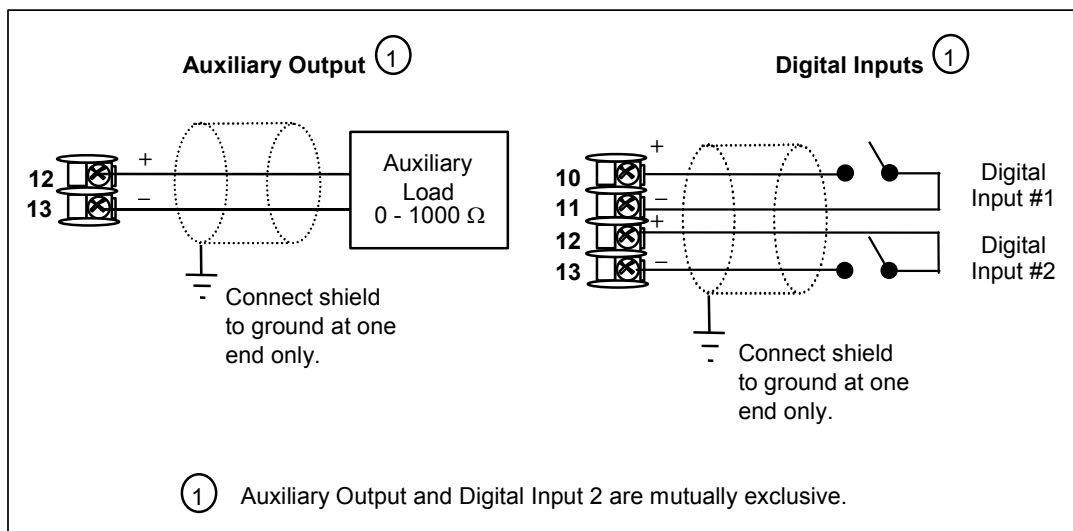 Auxiliary Output 1
12
13
+
–
Auxiliary
Load
0 - 1000 Ω
Connect shield
to ground at one
end only.
Digital Inputs 1
10
11
12
13
+
–
+
–
Digital
Input #1
Digital
Input #2
Connect shield
to ground at one
end only.
1 Auxiliary Output and Digital Input 2 are mutually exclusive.